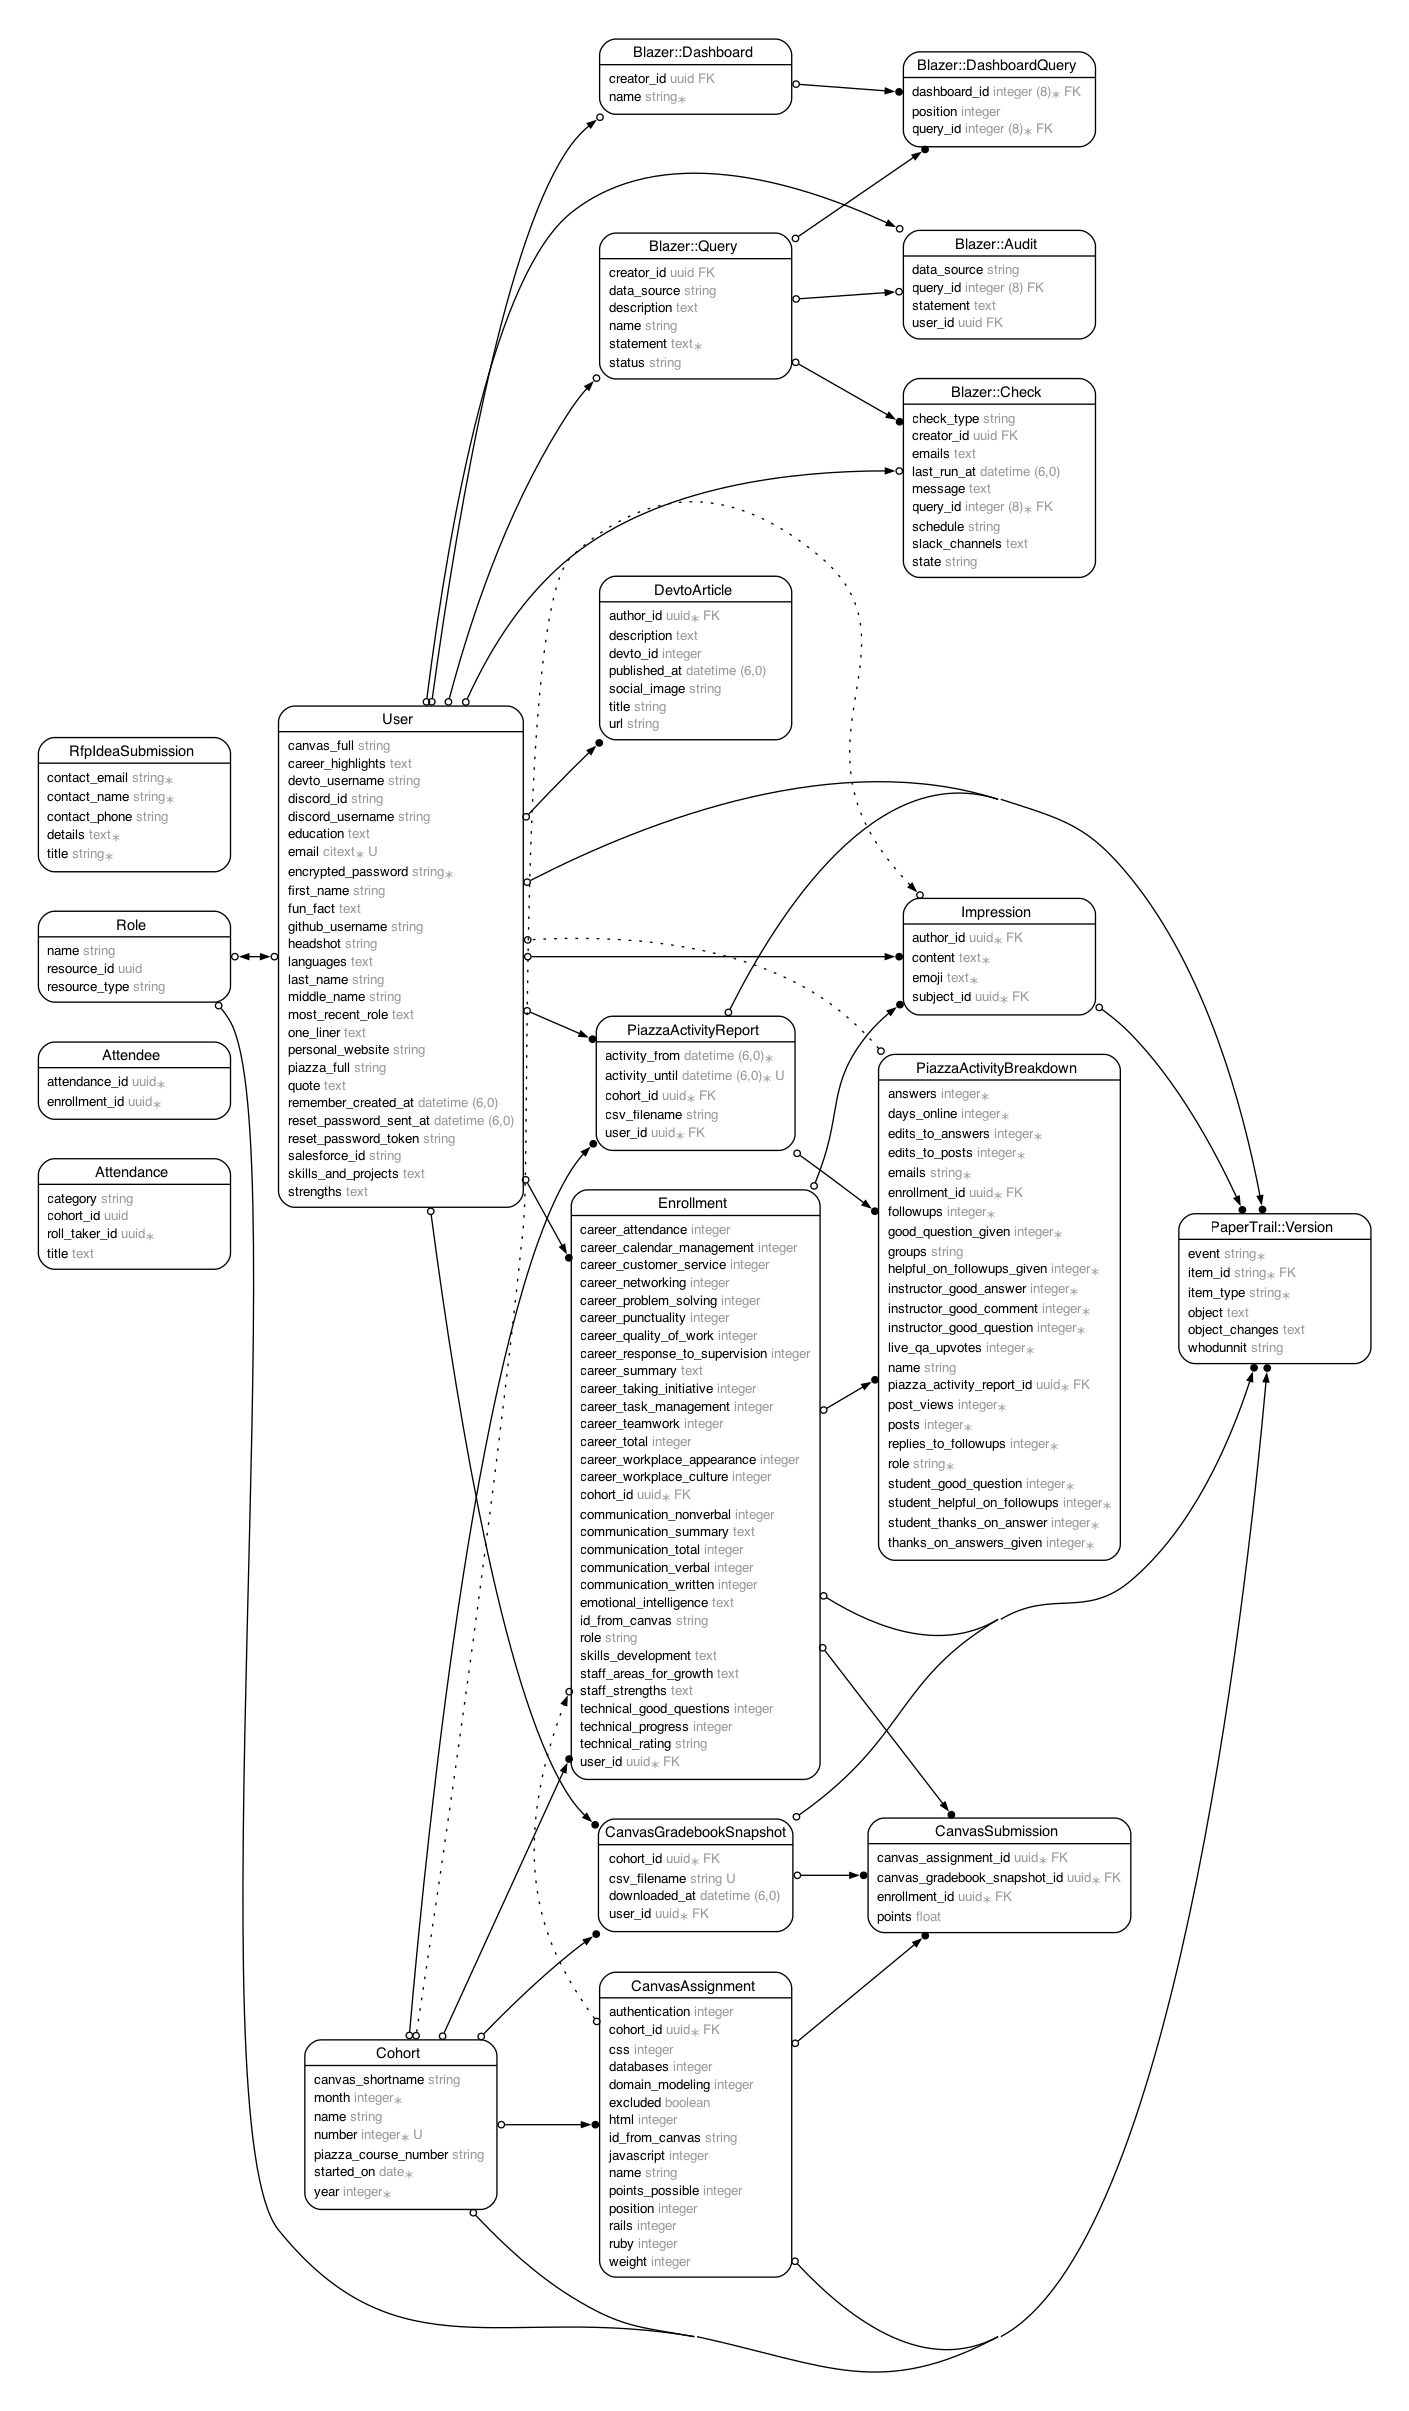 Blazer::Dashboard
creator_id uuid FK
name string∗
Blazer::DashboardQuery
dashboard_id integer (8)∗ FK
position integer
query_id integer (8)∗ FK
Blazer::Query
creator_id uuid FK
data_source string
description text
name string
statement text∗
status string
Blazer::Audit
data_source string
query_id integer (8) FK
statement text
user_id uuid FK
Blazer::Check
check_type string
creator_id uuid FK
emails text
last_run_at datetime (6,0)
message text
query_id integer (8)∗ FK
schedule string
slack_channels text
state string
DevtoArticle
author_id uuid∗ FK
description text
devto_id integer
published_at datetime (6,0)
social_image string
title string
url string
User
canvas_full string
career_highlights text
devto_username string
discord_id string
discord_username string
education text
email citext∗ U
encrypted_password string∗
first_name string
fun_fact text
github_username string
headshot string
languages text
last_name string
middle_name string
most_recent_role text
one_liner text
personal_website string
piazza_full string
quote text
remember_created_at datetime (6,0)
reset_password_sent_at datetime (6,0)
reset_password_token string
salesforce_id string
skills_and_projects text
strengths text
RfpIdeaSubmission
contact_email string∗
contact_name string∗
contact_phone string
details text∗
title string∗
Role
name string
resource_id uuid
resource_type string
Attendee
attendance_id uuid∗
enrollment_id uuid∗
Attendance
category string
cohort_id uuid
roll_taker_id uuid∗
title text
Impression
author_id uuid∗ FK
content text∗
emoji text∗
subject_id uuid∗ FK
PiazzaActivityReport
activity_from datetime (6,0)∗
activity_until datetime (6,0)∗ U
cohort_id uuid∗ FK
csv_filename string
user_id uuid∗ FK
PiazzaActivityBreakdown
answers integer∗
days_online integer∗
edits_to_answers integer∗
edits_to_posts integer∗
emails string∗
enrollment_id uuid∗ FK
followups integer∗
good_question_given integer∗
groups string
helpful_on_followups_given integer∗
instructor_good_answer integer∗
instructor_good_comment integer∗
instructor_good_question integer∗
live_qa_upvotes integer∗
name string
piazza_activity_report_id uuid∗ FK
post_views integer∗
posts integer∗
replies_to_followups integer∗
role string∗
student_good_question integer∗
student_helpful_on_followups integer∗
student_thanks_on_answer integer∗
thanks_on_answers_given integer∗
PaperTrail::Version
event string∗
item_id string∗ FK
item_type string∗
object text
object_changes text
whodunnit string
Enrollment
career_attendance integer
career_calendar_management integer
career_customer_service integer
career_networking integer
career_problem_solving integer
career_punctuality integer
career_quality_of_work integer
career_response_to_supervision integer
career_summary text
career_taking_initiative integer
career_task_management integer
career_teamwork integer
career_total integer
career_workplace_appearance integer
career_workplace_culture integer
cohort_id uuid∗ FK
communication_nonverbal integer
communication_summary text
communication_total integer
communication_verbal integer
communication_written integer
emotional_intelligence text
id_from_canvas string
role string
skills_development text
staff_areas_for_growth text
staff_strengths text
technical_good_questions integer
technical_progress integer
technical_rating string
user_id uuid∗ FK
CanvasGradebookSnapshot
cohort_id uuid∗ FK
csv_filename string U
downloaded_at datetime (6,0)
user_id uuid∗ FK
CanvasSubmission
canvas_assignment_id uuid∗ FK
canvas_gradebook_snapshot_id uuid∗ FK
enrollment_id uuid∗ FK
points float
CanvasAssignment
authentication integer
cohort_id uuid∗ FK
css integer
databases integer
domain_modeling integer
excluded boolean
html integer
id_from_canvas string
javascript integer
name string
points_possible integer
position integer
rails integer
ruby integer
weight integer
Cohort
canvas_shortname string
month integer∗
name string
number integer∗ U
piazza_course_number string
started_on date∗
year integer∗